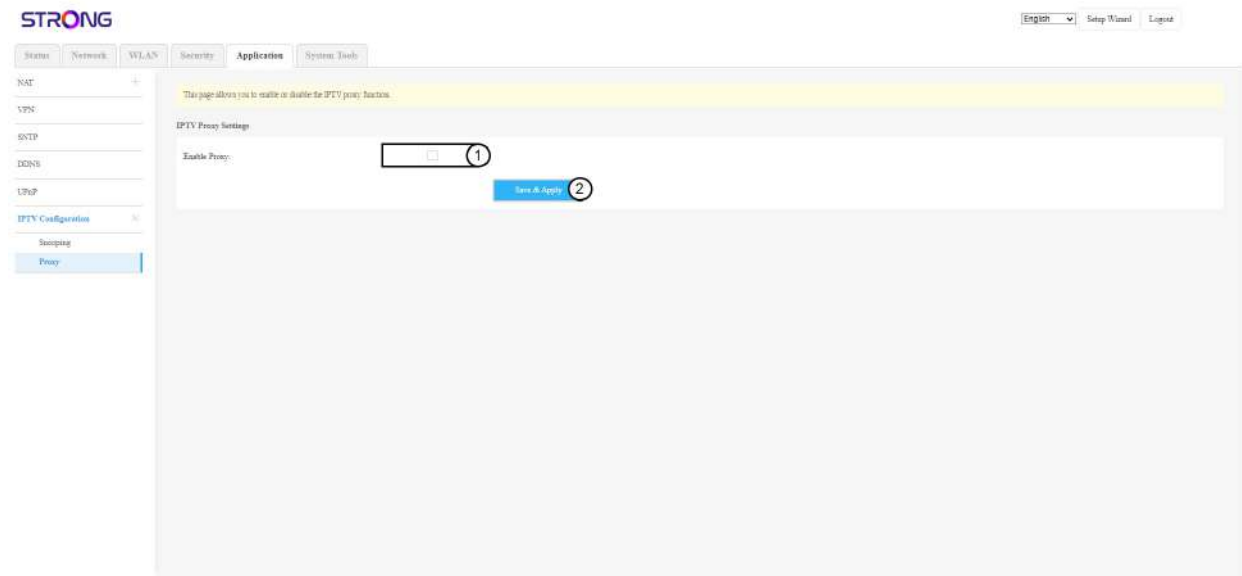 STRONG
English Setup Wizard Logout
Status Network WLAN Security Application System Tools
NAT +
VPN
SNTP
DDNS
UPnP
IPTV Configuration
Snooping
Proxy
This page allows you to enable or disable the IPTV proxy function.
IPTV Proxy Settings
Enable Proxy:
1
Save & Apply 2